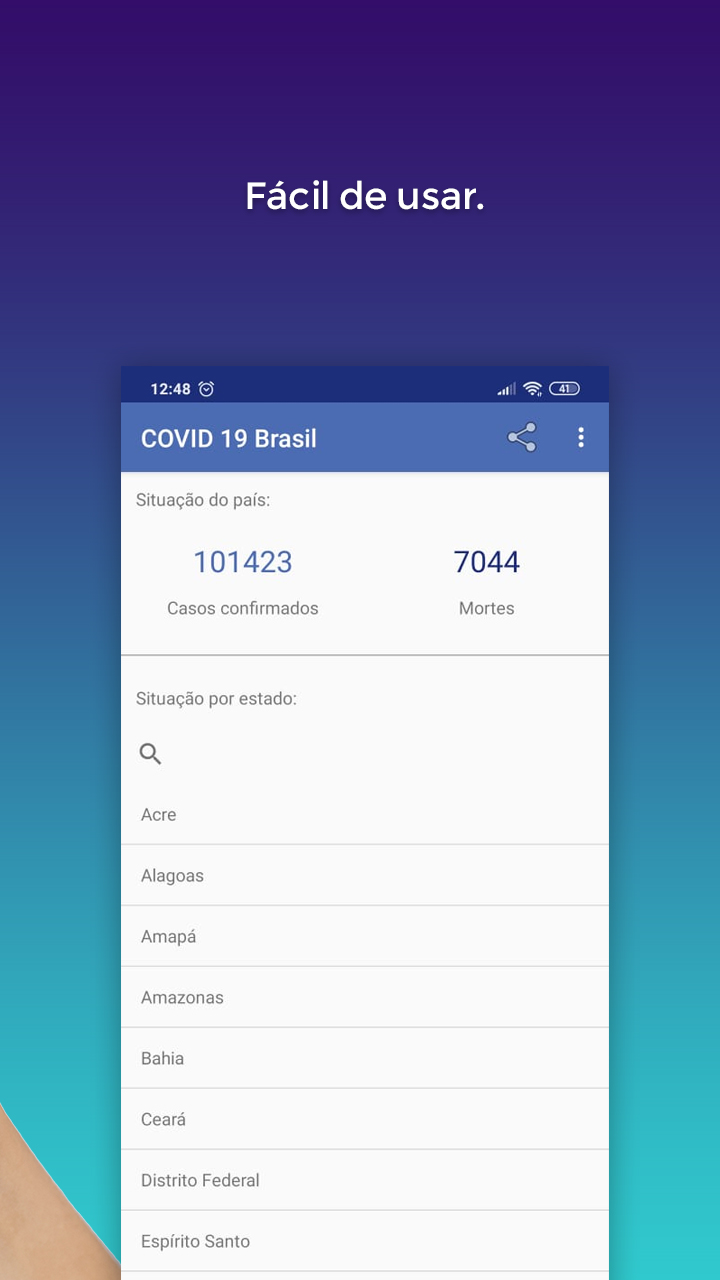 Fácil de usar.
12:48
41
COVID 19 Brasil
Situação do país:
101423 7044
Casos confirmados Mortes
Situação por estado:
Acre
Alagoas
Amapá
Amazonas
Bahia
Ceará
Distrito Federal
Espírito Santo